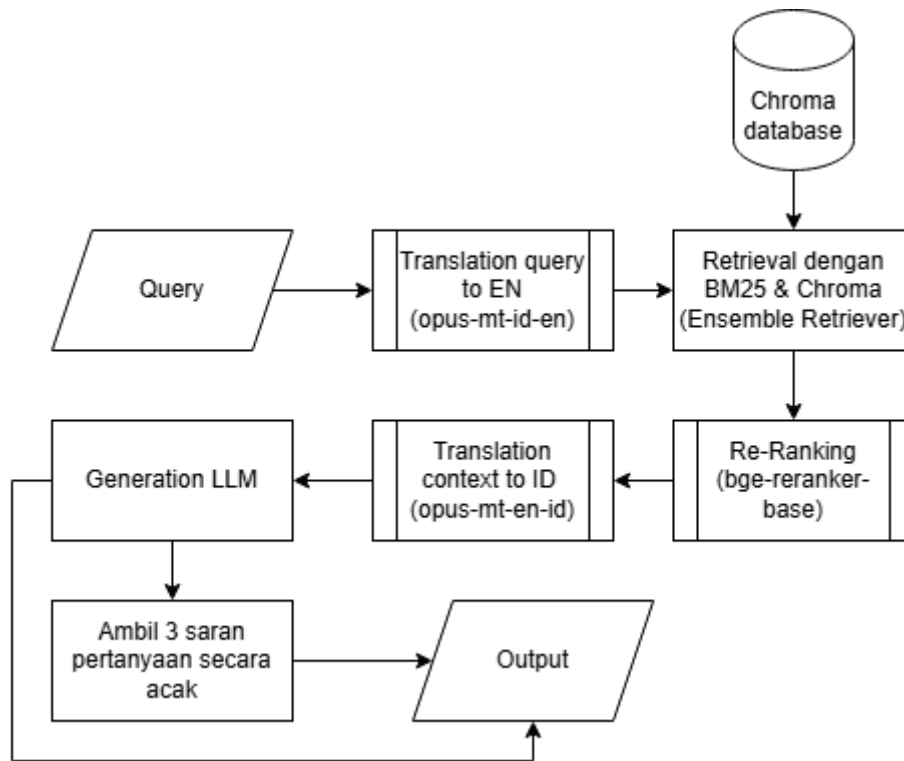 Chroma
database
Query
Translation query
to EN
(opus-mt-id-en)
Retrieval dengan
BM25 & Chroma
(Ensemble Retriever)
Generation LLM
Translation
context to ID
(opus-mt-en-id)
Re-Ranking
(bge-reranker-
base)
Ambil 3 saran
pertanyaan secara
acak
Output